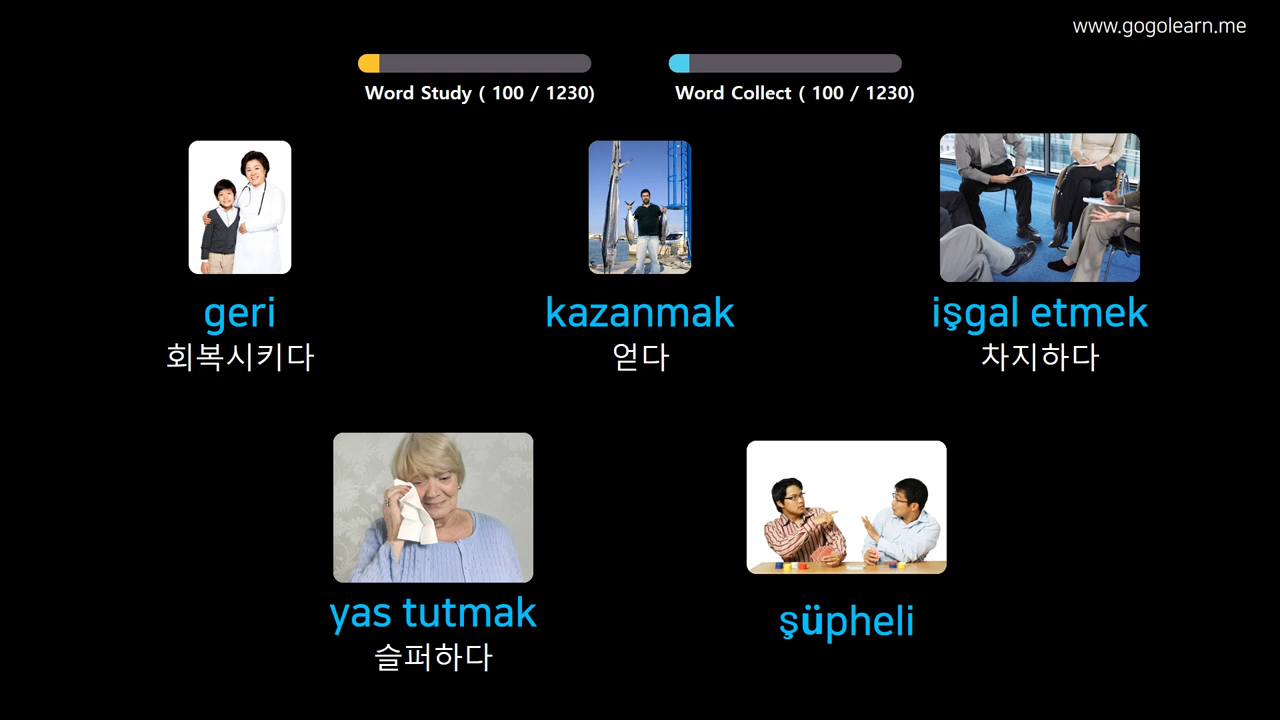 www.gogolearn.me
Word Study ( 100 / 1230)
Word Collect ( 100 / 1230)
geri
회복시키다
kazanmak
얻다
işgal etmek
차지하다
yas tutmak
슬퍼하다
şüpheli